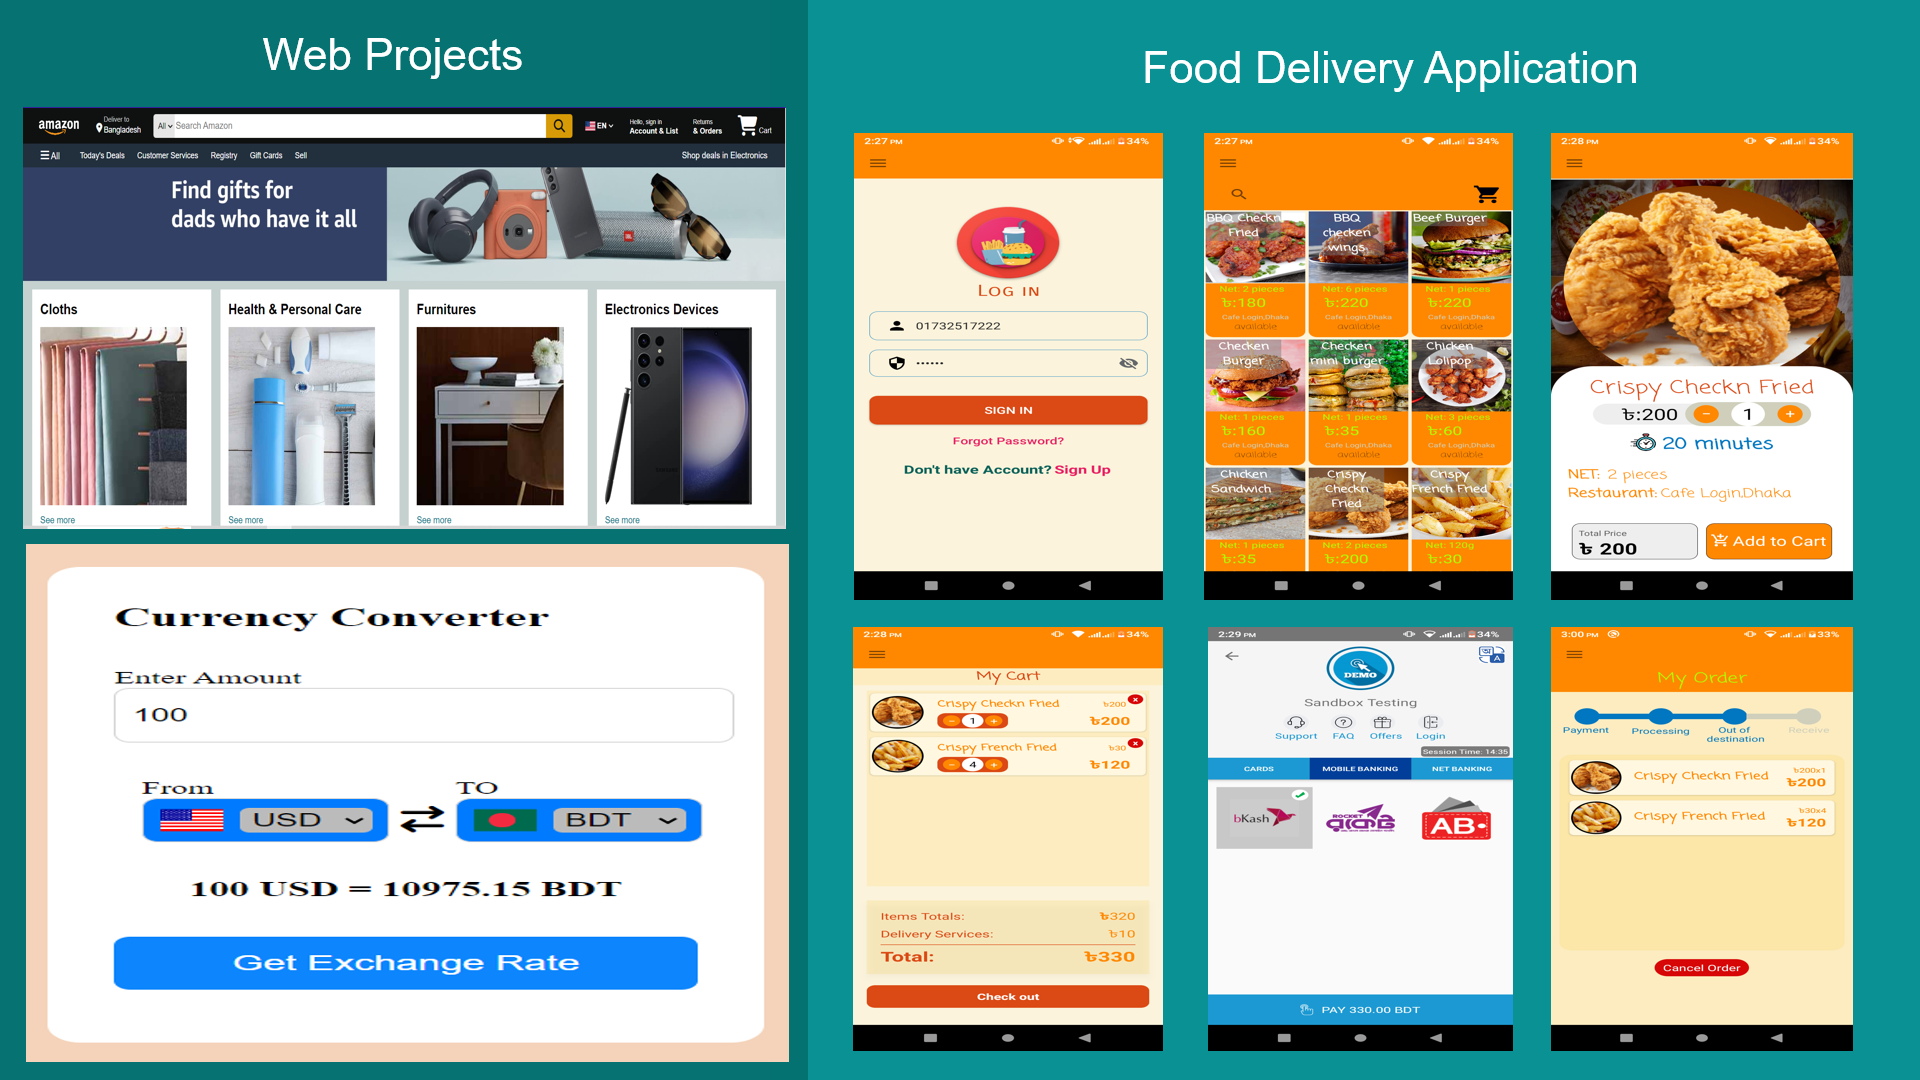 Web Projects
amazon
Deliver to
Bangladesh
All
Search Amazon
EN
Hello, sign in
Account & List
Returns
& Orders
Cart
All
Today's Deals
Customer Services
Registry
Gift Cards
Sell
Shop deals in Electronics
Find gifts for
dads who have it all
JBL
Cloths
See more
Health & Personal Care
See more
Furnitures
See more
Electronics Devices
See more
Currency Converter
Enter Amount
100
From
TO
USD
BDT
100 USD = 10975.15 BDT
Get Exchange Rate
Food Delivery Application
2:27 PM
34%
LOG IN
01732517222
SIGN IN
Forgot Password?
Don't have Account? Sign Up
2:27 PM
34%
BBQ Checkn
Fried
Net: 2 pieces
৳:180
Cafe Login,Dhaka
available
BBQ
checken
wings
Net: 6 pieces
৳:220
Cafe Login,Dhaka
available
Beef Burger
Net: 1 pieces
৳:220
Cafe Login,Dhaka
available
Checken
Burger
Net: 1 pieces
৳:160
Cafe Login,Dhaka
available
Checken
mini burger
Net: 1 pieces
৳:35
Cafe Login,Dhaka
available
Chicken
Lolipop
Net: 3 pieces
৳:60
Cafe Login,Dhaka
available
Chicken
Sandwich
Net: 1 pieces
৳:35
Crispy
Checkn
Fried
Net: 2 pieces
৳:200
Crispy
French Fried
Net: 120g
৳:30
2:28 PM
34%
Crispy Checkn Fried
৳:200
- 1 +
20 minutes
NET: 2 pieces
Restaurant: Cafe Login,Dhaka
Total Price
৳ 200
Add to Cart
2:28 PM
34%
My Cart
Crispy Checkn Fried
৳200
- 1 +
৳200
Crispy French Fried
৳30
- 4 +
৳120
Items Totals: ৳320
Delivery Services: ৳10
Total: ৳330
Check out
2:29 PM
34%
DEMO
অ
A
Sandbox Testing
Support
FAQ
Offers
Login
Session Time: 14:35
CARDS
MOBILE BANKING
NET BANKING
bKash
ROCKET
রকেট
AB
PAY 330.00 BDT
3:00 PM
33%
My Order
Payment
Processing
Out of
destination
Receive
Crispy Checkn Fried
৳200x1
৳200
Crispy French Fried
৳30x4
৳120
Cancel Order